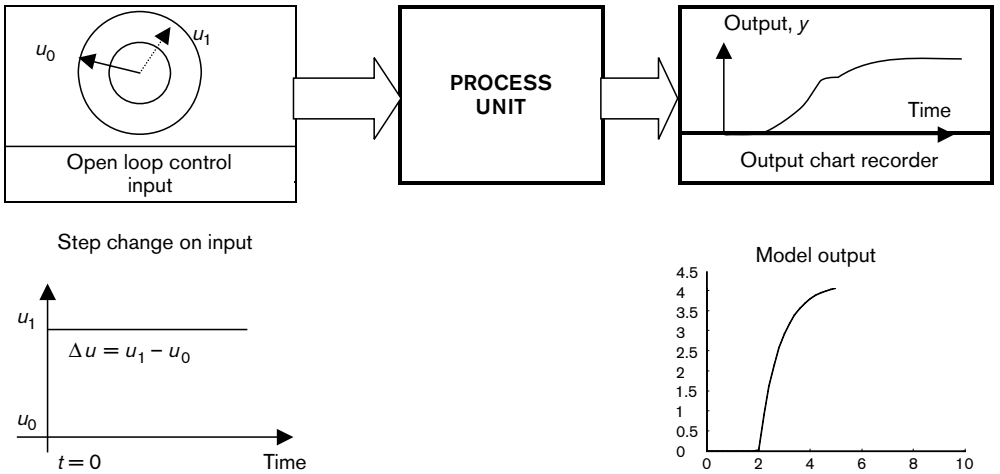 u0
u1
Open loop control
input
PROCESS
UNIT
Output, y
Time
Output chart recorder
Step change on input
u1
Δu = u1 − u0
u0
t = 0
Time
Model output
4.5
4
3.5
3
2.5
2
1.5
1
0.5
0
0 2 4 6 8 10